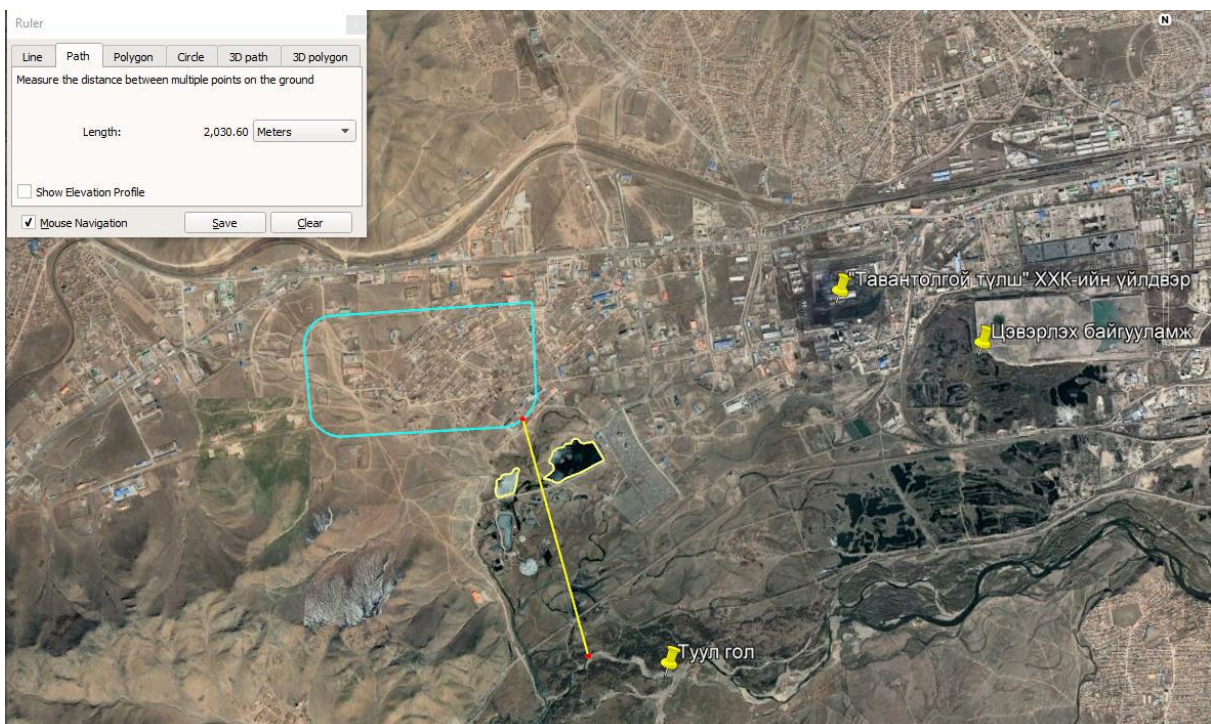 Ruler
Line Path Polygon Circle 3D path 3D polygon
Measure the distance between multiple points on the ground
Length: 2,030.60 Meters
Show Elevation Profile
Mouse Navigation Save Clear
N
"Тавантолгой түлш" ХХК-ийн үйлдвэр
Цэвэрлэх байгууламж
Туул гол